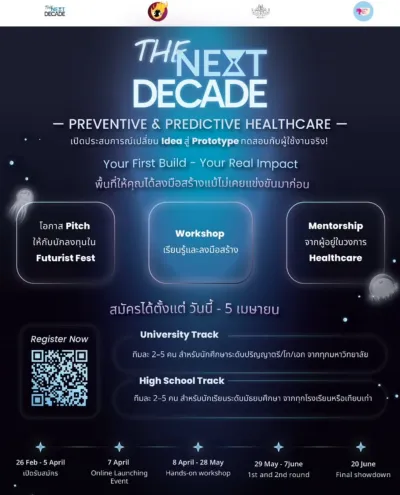 THE NEXT DECADE
THE
NEXT
DECADE
— PREVENTIVE & PREDICTIVE HEALTHCARE —
เปิดประสบการณ์เปลี่ยน Idea สู่ Prototype ทดสอบกับผู้ใช้งานจริง!
Your First Build - Your Real Impact
พื้นที่ให้คุณได้ลงมือสร้างแม้ไม่เคยแข่งขันมาก่อน
โอกาส Pitch
ให้กับนักลงทุนใน
Futurist Fest
Workshop
เรียนรู้และลงมือสร้าง
Mentorship
จากผู้อยู่ในวงการ
Healthcare
สมัครได้ตั้งแต่ วันนี้ - 5 เมษายน
Register Now
University Track
ทีมละ 2–5 คน สำหรับนักศึกษาระดับปริญญาตรี/โท/เอก จากทุกมหาวิทยาลัย
High School Track
ทีมละ 2–5 คน สำหรับนักเรียนระดับมัธยมศึกษา จากทุกโรงเรียนหรือเทียบเท่า
26 Feb - 5 April
เปิดรับสมัคร
7 April
Online Launching
Event
8 April - 28 May
Hands-on workshop
29 May - 7June
1st and 2nd round
20 June
Final showdown